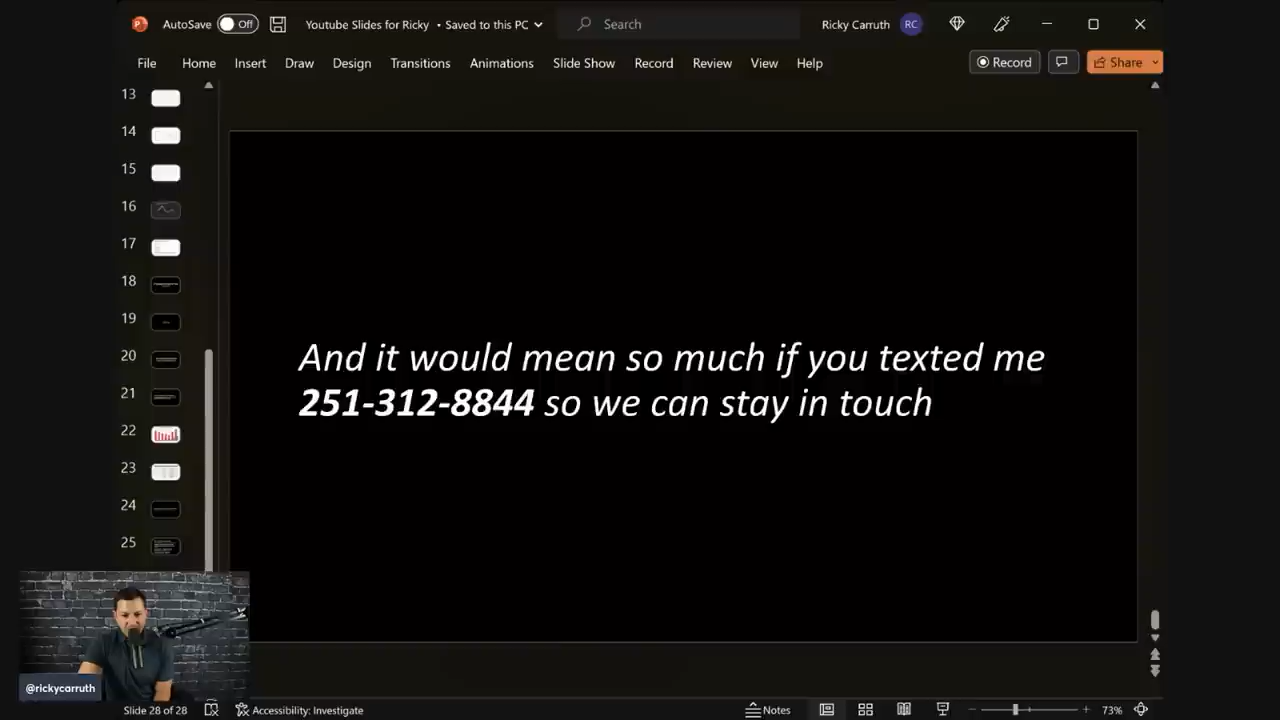 AutoSave Off Youtube Slides for Ricky • Saved to this PC Search Ricky Carruth RC
File Home Insert Draw Design Transitions Animations Slide Show Record Review View Help Record Share
13
14
15
16
17
18
19
20
21
22
23
24
25
And it would mean so much if you texted me
251-312-8844 so we can stay in touch
@rickycarruth
Slide 28 of 28 Accessibility: Investigate Notes 73%